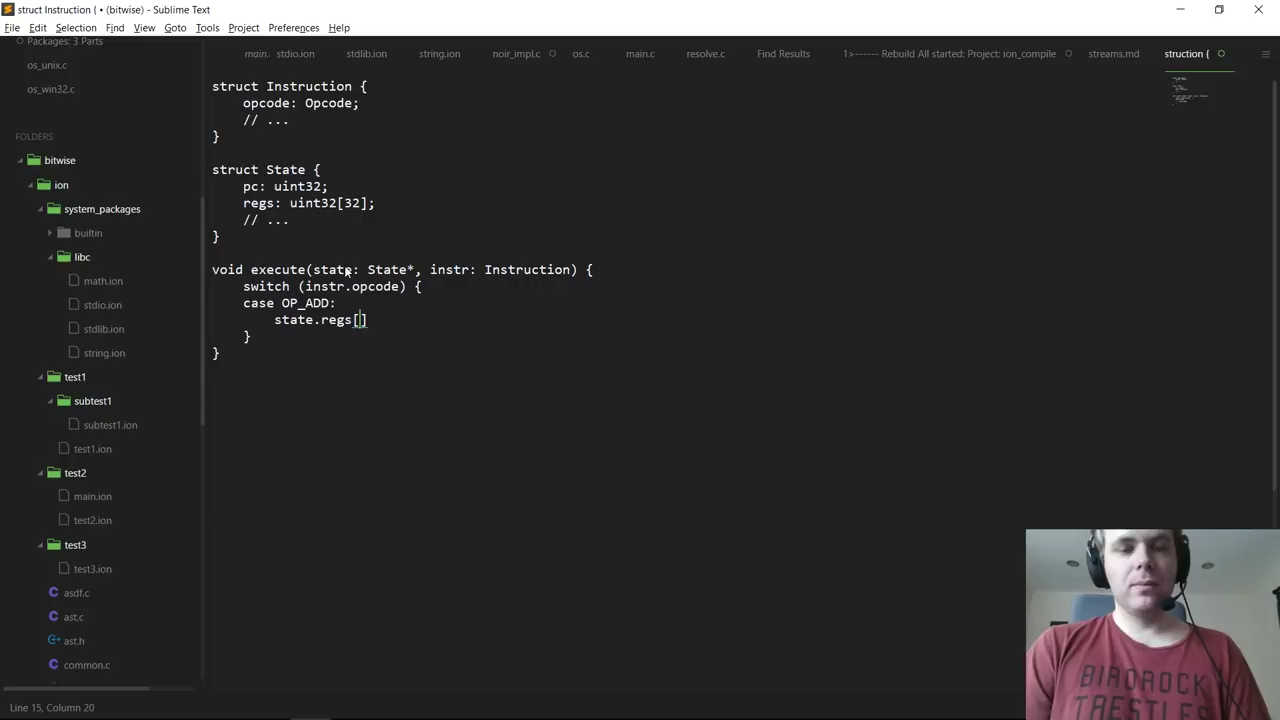 struct Instruction { • (bitwise) - Sublime Text
File Edit Selection Find View Goto Tools Project Preferences Help
main. stdio.ion stdlib.ion string.ion noir_impl.c os.c main.c resolve.c Find Results 1>------ Rebuild All started: Project: ion_compile streams.md struction {
Packages: 3 Parts
os_unix.c
os_win32.c
FOLDERS
bitwise
ion
system_packages
builtin
libc
math.ion
stdio.ion
stdlib.ion
string.ion
test1
subtest1
subtest1.ion
test1.ion
test2
main.ion
test2.ion
test3
test3.ion
asdf.c
ast.c
ast.h
common.c
struct Instruction {
opcode: Opcode;
// ...
}
struct State {
pc: uint32;
regs: uint32[32];
// ...
}
void execute(state: State*, instr: Instruction) {
switch (instr.opcode) {
case OP_ADD:
state.regs[]
}
}
BIRDROCK
TRESTLES
Line 15, Column 20